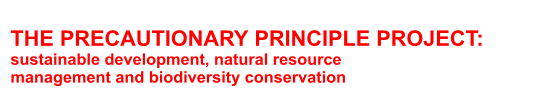 THE PRECAUTIONARY PRINCIPLE PROJECT:
sustainable development, natural resource
management and biodiversity conservation